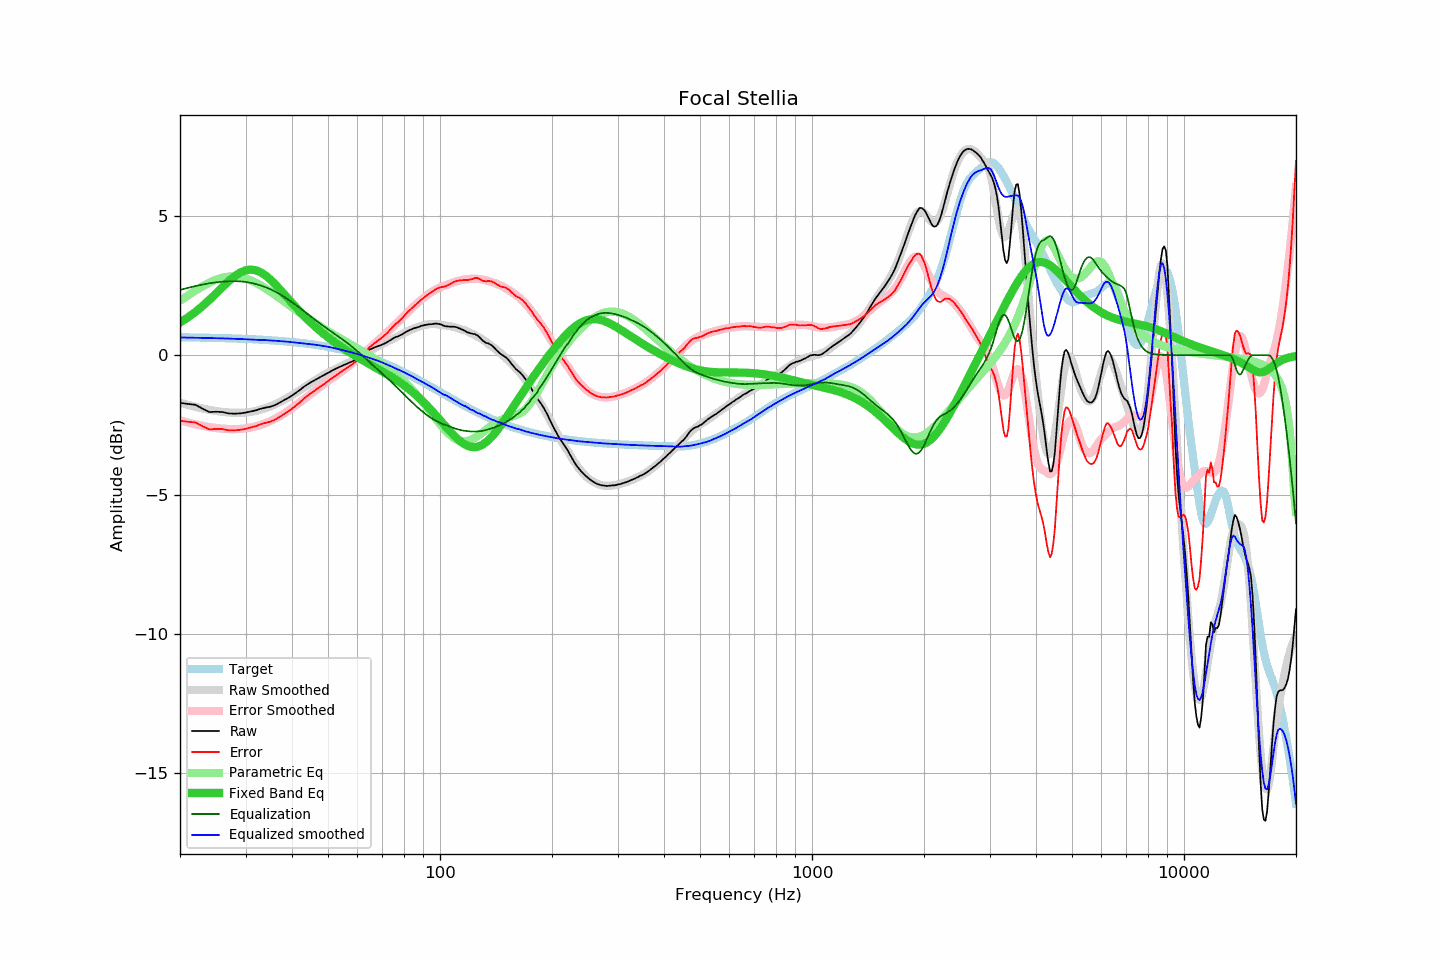 Focal Stellia
Amplitude (dBr)
5
0
−5
−10
−15
Target
Raw Smoothed
Error Smoothed
Raw
Error
Parametric Eq
Fixed Band Eq
Equalization
Equalized smoothed
100 1000 10000
Frequency (Hz)